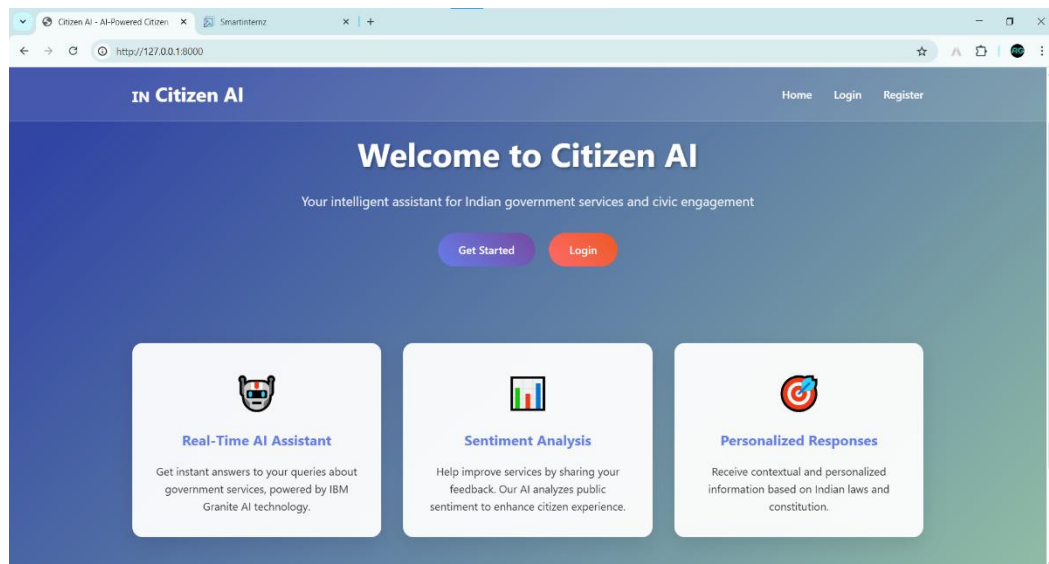 Citizen AI - AI-Powered Citizen
Smartinternz
http://127.0.0.1:8000
IN Citizen AI
Home Login Register
Welcome to Citizen AI
Your intelligent assistant for Indian government services and civic engagement
Get Started Login
Real-Time AI Assistant
Get instant answers to your queries about
government services, powered by IBM
Granite AI technology.
Sentiment Analysis
Help improve services by sharing your
feedback. Our AI analyzes public
sentiment to enhance citizen experience.
Personalized Responses
Receive contextual and personalized
information based on Indian laws and
constitution.